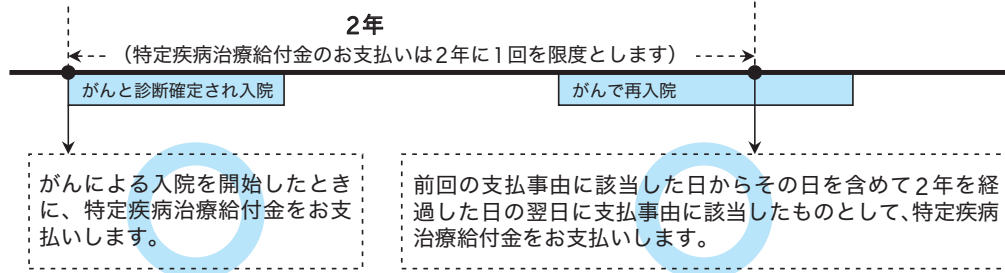 2年
(特定疾病治療給付金のお支払いは2年に1回を限度とします)
がんと診断確定され入院
がんで再入院
がんによる入院を開始したとき
に、特定疾病治療給付金をお支
払いします。
前回の支払事由に該当した日からその日を含めて2年を経
過した日の翌日に支払事由に該当したものとして、特定疾病
治療給付金をお支払いします。